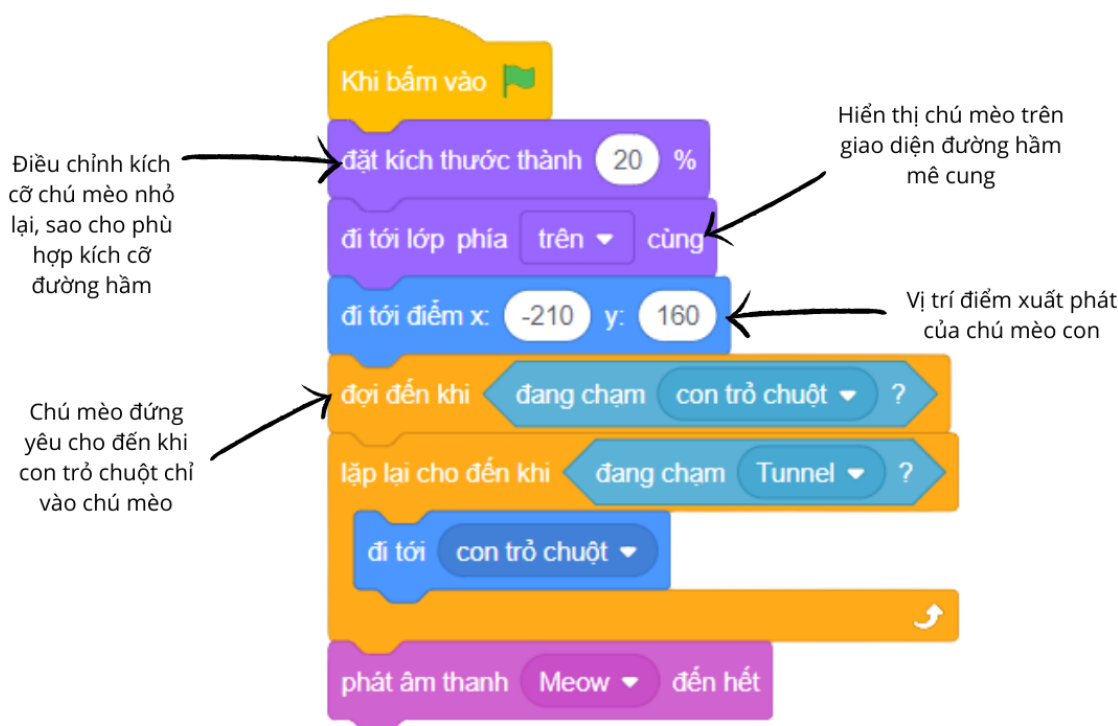 Khi bấm vào
đặt kích thước thành 20 %
đi tới lớp phía trên cùng
đi tới điểm x: -210 y: 160
đợi đến khi đang chạm con trỏ chuột ?
lặp lại cho đến khi đang chạm Tunnel ?
đi tới con trỏ chuột
phát âm thanh Meow đến hết
Điều chỉnh kích
cỡ chú mèo nhỏ
lại, sao cho phù
hợp kích cỡ
đường hầm
Hiển thị chú mèo trên
giao diện đường hầm
mê cung
Vị trí điểm xuất phát
của chú mèo con
Chú mèo đứng
yêu cho đến khi
con trỏ chuột chỉ
vào chú mèo